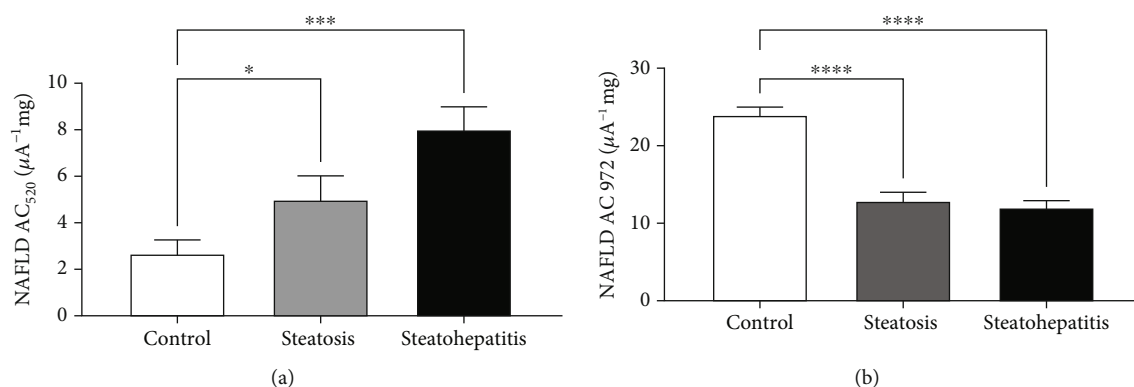 ***
*
NAFLD AC₅₂₀ (μA⁻¹mg)
10
8
6
4
2
0
Control Steatosis Steatohepatitis
(a)
****
****
NAFLD AC 972 (μA⁻¹mg)
30
20
10
0
Control Steatosis Steatohepatitis
(b)